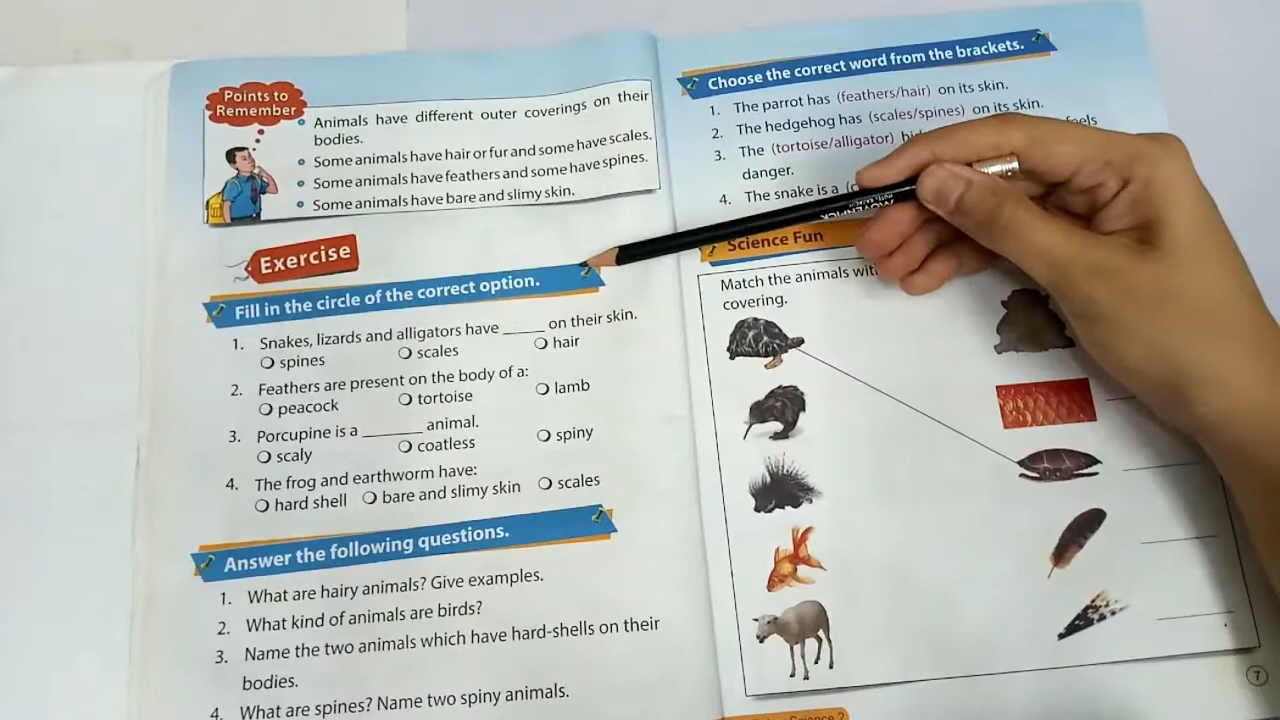 Points to
Remember
Animals have different outer coverings on their
bodies.
Some animals have hair or fur and some have scales.
Some animals have feathers and some have spines.
Some animals have bare and slimy skin.
Exercise
Fill in the circle of the correct option.
1. Snakes, lizards and alligators have _____ on their skin.
spines scales hair
2. Feathers are present on the body of a:
peacock tortoise lamb
3. Porcupine is a _______ animal.
scaly coatless spiny
4. The frog and earthworm have:
hard shell bare and slimy skin scales
Answer the following questions.
1. What are hairy animals? Give examples.
2. What kind of animals are birds?
3. Name the two animals which have hard-shells on their
bodies.
4. What are spines? Name two spiny animals.
Choose the correct word from the brackets.
1. The parrot has (feathers/hair) on its skin.
2. The hedgehog has (scales/spines) on its skin.
3. The (tortoise/alligator) feels
danger.
4. The snake is a
Science Fun
Match the animals
covering.
7
Science 2